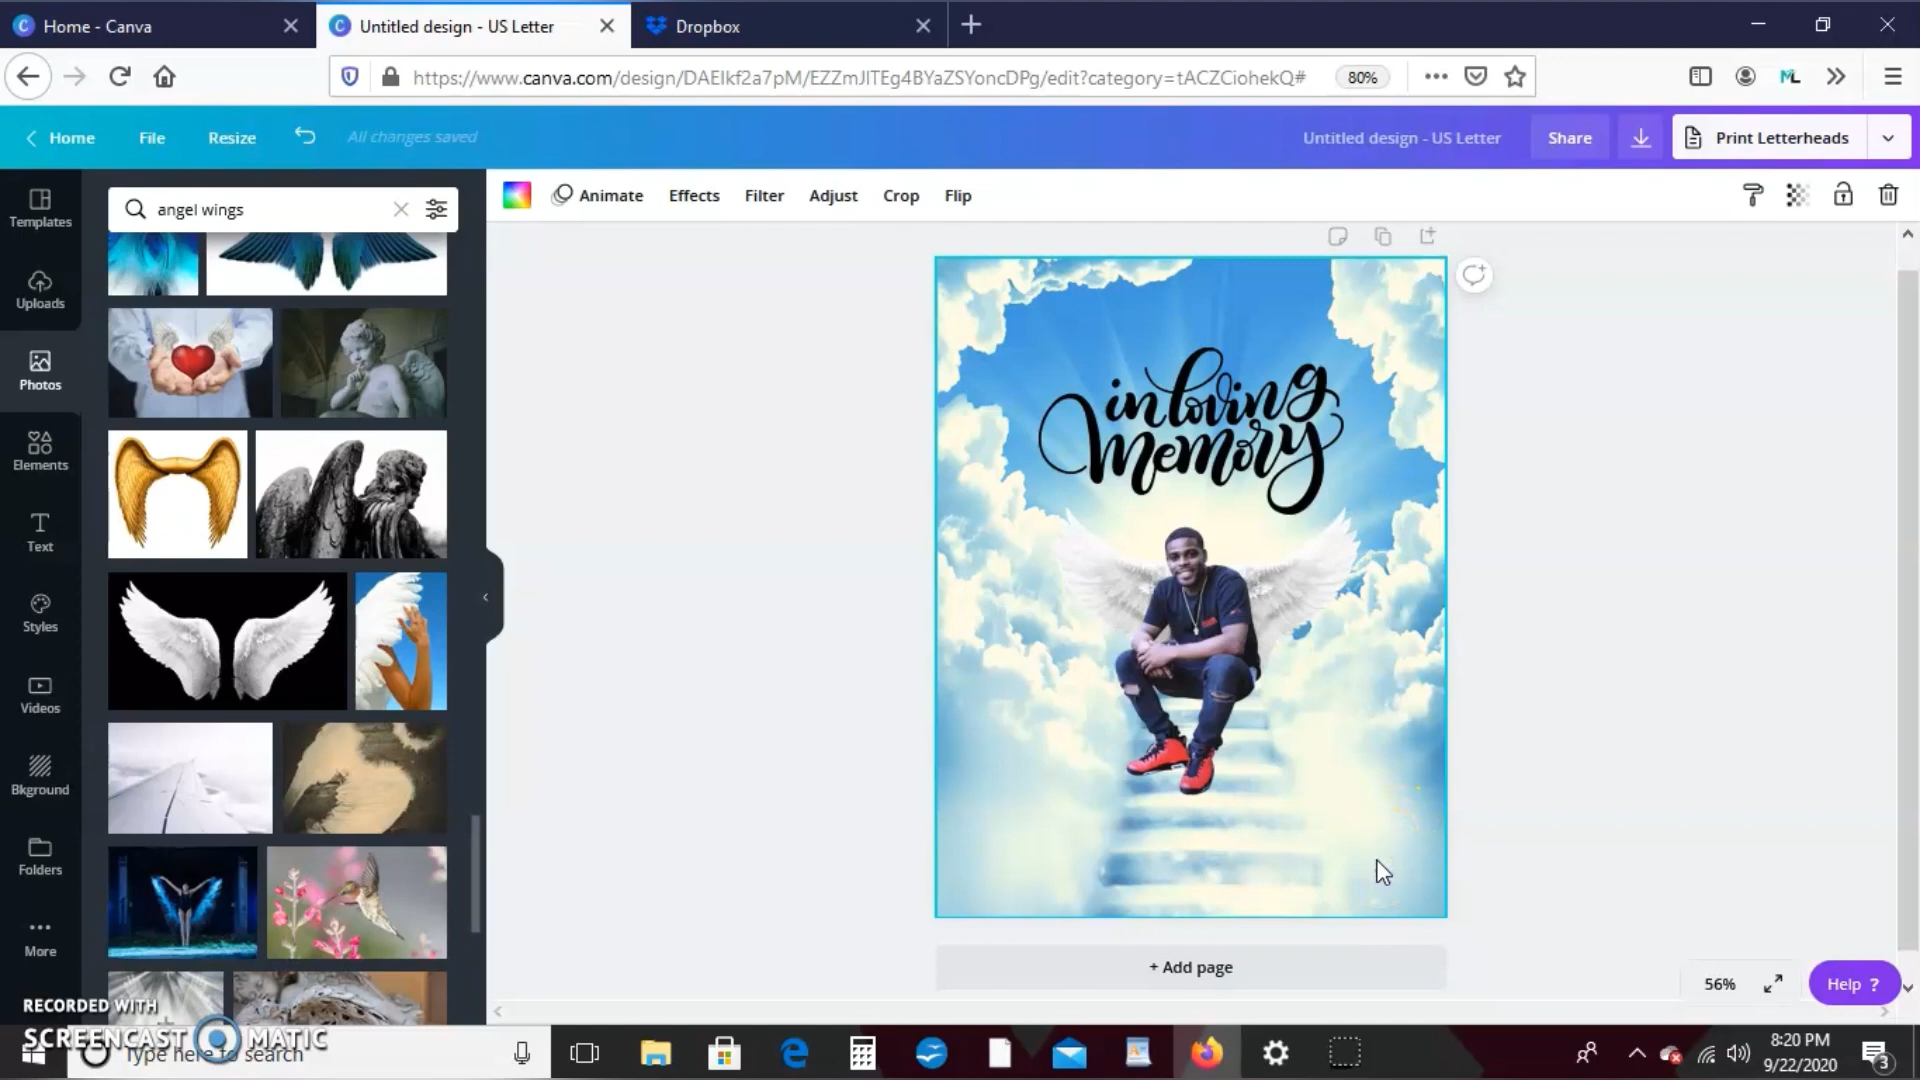 Home - Canva
Untitled design - US Letter
Dropbox
https://www.canva.com/design/DAEIkf2a7pM/EZZmJITEg4BYaZSYoncDPg/edit?category=tACZCiohekQ#
80%
Home
File
Resize
All changes saved
Untitled design - US Letter
Share
Print Letterheads
Templates
Uploads
Photos
Elements
Text
Styles
Videos
Bkground
Folders
More
angel wings
Animate
Effects
Filter
Adjust
Crop
Flip
in loving
memory
+ Add page
56%
Help ?
RECORDED WITH
SCREENCAST MATIC
Type here to search
8:20 PM
9/22/2020
3